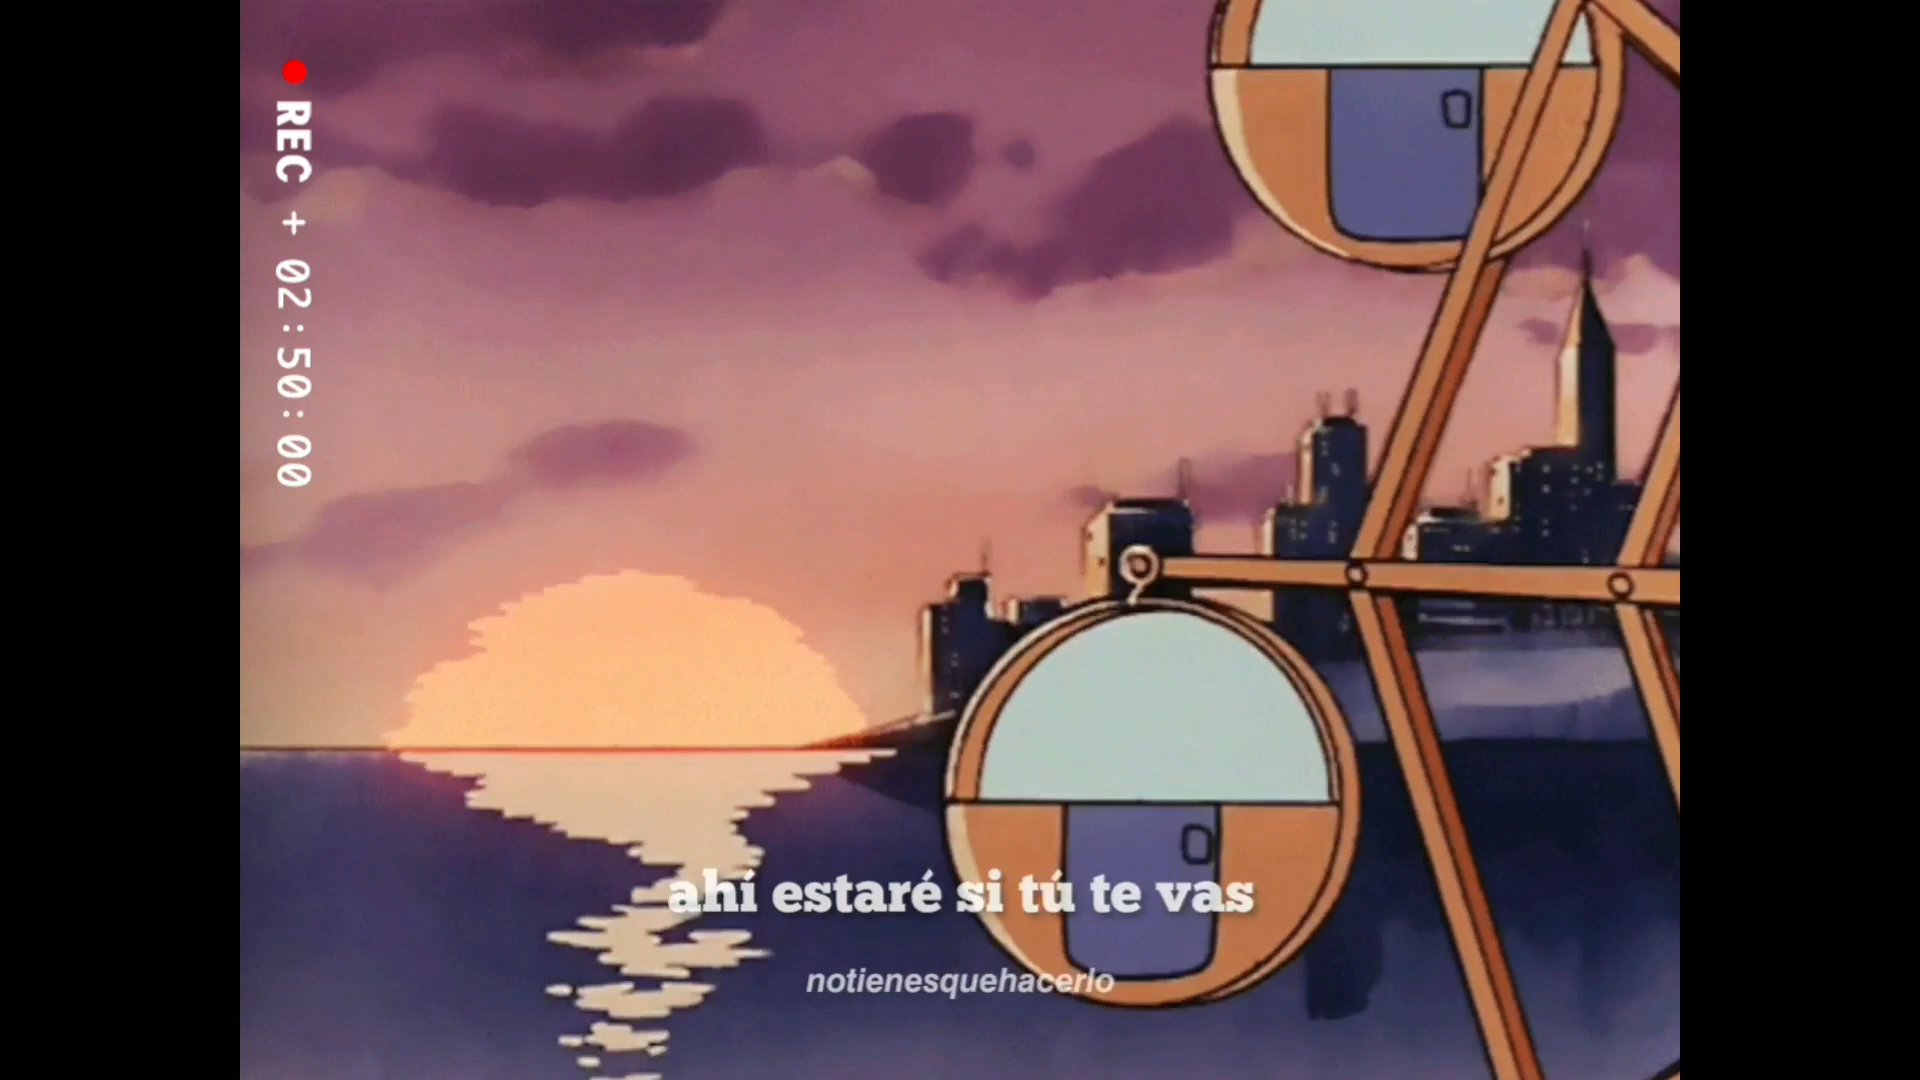 REC + 02:50:00
ahí estaré si tú te vas
notienesquehacerlo